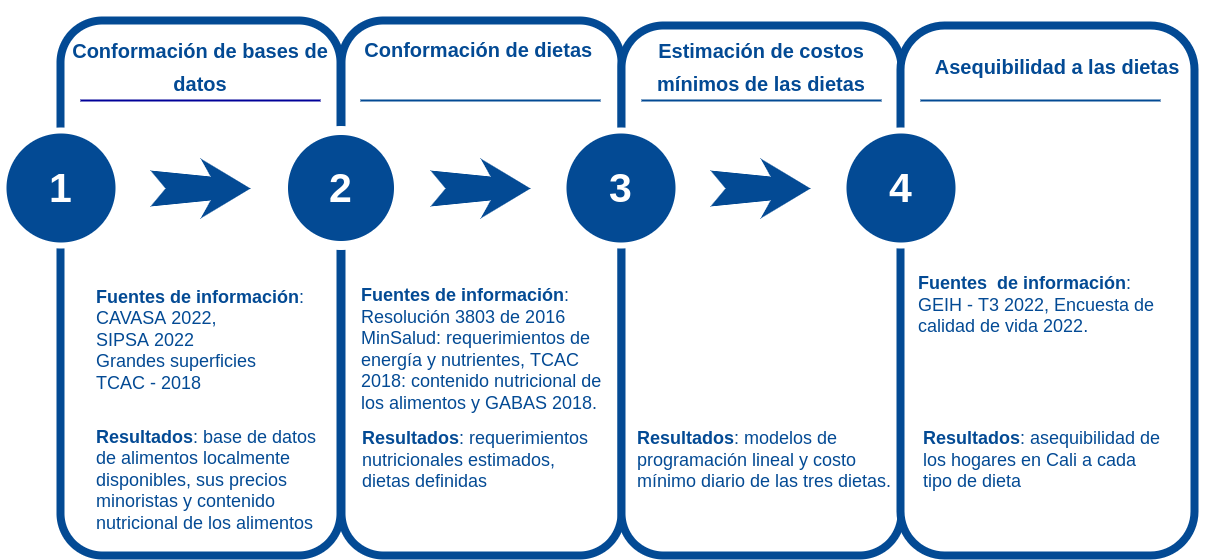 Conformación de bases de
datos
1
Fuentes de información:
CAVASA 2022,
SIPSA 2022
Grandes superficies
TCAC - 2018
Resultados: base de datos
de alimentos localmente
disponibles, sus precios
minoristas y contenido
nutricional de los alimentos
Conformación de dietas
2
Fuentes de información:
Resolución 3803 de 2016
MinSalud: requerimientos de
energía y nutrientes, TCAC
2018: contenido nutricional de
los alimentos y GABAS 2018.
Resultados: requerimientos
nutricionales estimados,
dietas definidas
Estimación de costos
mínimos de las dietas
3
Resultados: modelos de
programación lineal y costo
mínimo diario de las tres dietas.
Asequibilidad a las dietas
4
Fuentes  de información:
GEIH - T3 2022, Encuesta de
calidad de vida 2022.
Resultados: asequibilidad de
los hogares en Cali a cada
tipo de dieta